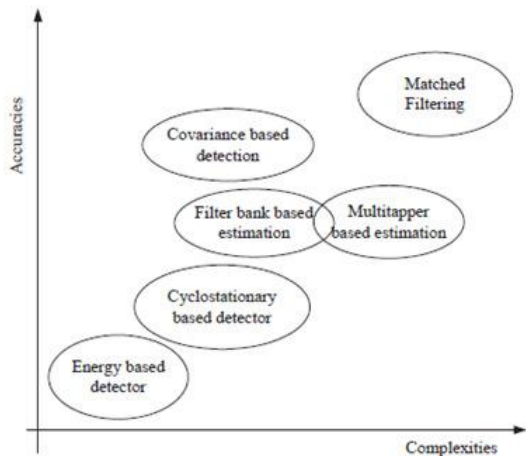 Accuracies
Matched
Filtering
Covariance based
detection
Filter bank based
estimation
Multitapper
based estimation
Cyclostationary
based detector
Energy based
detector
Complexities